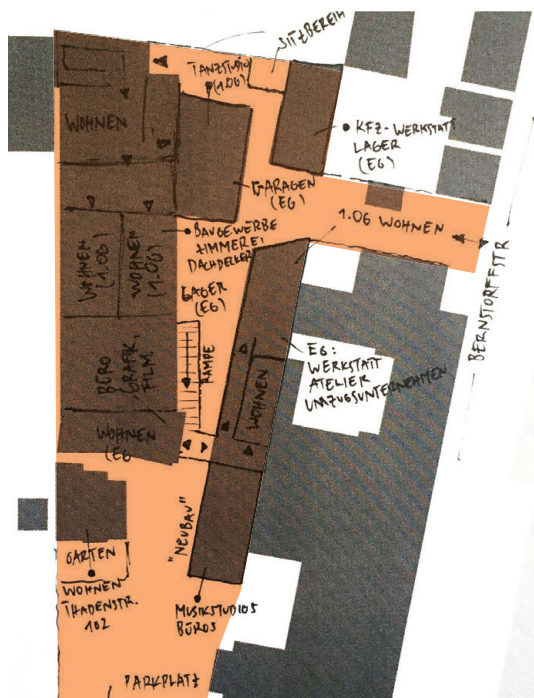 SITZBEREICH
TANZSTUDIO
(1.OG)
WOHNEN
KFZ-WERKSTATT
LAGER
(EG)
GARAGEN
(EG)
1.OG WOHNEN
BAUGEWERBE
ZIMMEREI
DACHDECKER
LAGER
(EG)
WOHNEN
(1.OG)
WOHNEN
(1.OG)
BERNSTORFFSTR
EG:
WERKSTATT
ATELIER
UMZUGSUNTERNEHMEN
BÜRO
GRAFIK,
FILM,
RAMPE
WOHNEN
WOHNEN
(EG
"NEUBAU"
GARTEN
WOHNEN
THADENSTR.
102
MUSIKSTUDIOS
BÜROS
PARKPLATZ